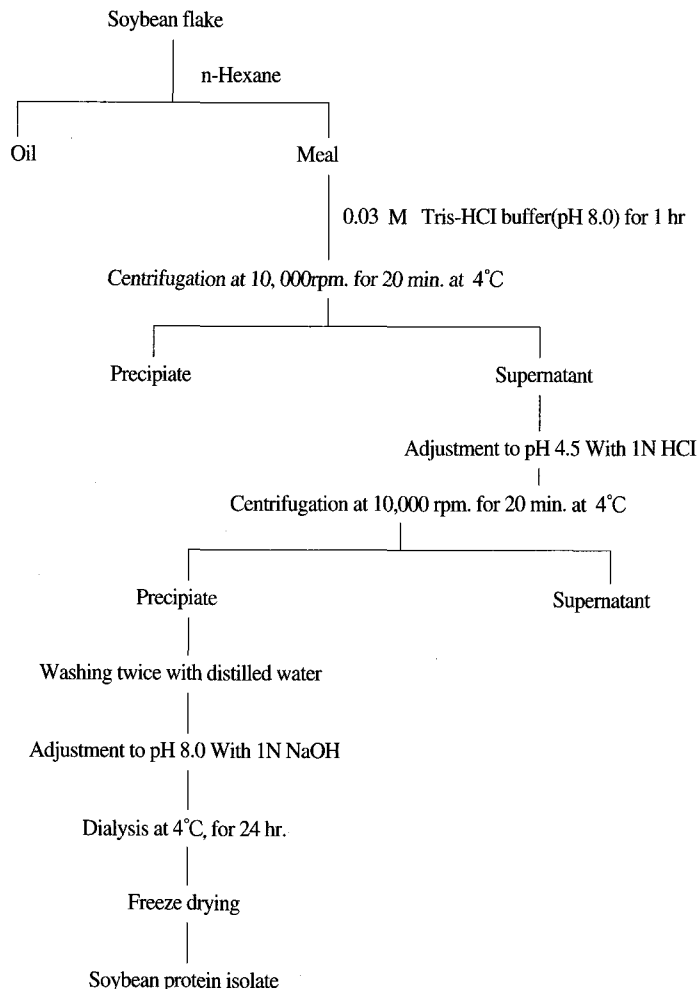 Soybean flake
n-Hexane
Oil
Meal
0.03 M Tris-HCl buffer(pH 8.0) for 1 hr
Centrifugation at 10, 000rpm. for 20 min. at 4°C
Precipiate
Supernatant
Adjustment to pH 4.5 With 1N HCl
Centrifugation at 10,000 rpm. for 20 min. at 4°C
Precipiate
Supernatant
Washing twice with distilled water
Adjustment to pH 8.0 With 1N NaOH
Dialysis at 4°C, for 24 hr.
Freeze drying
Soybean protein isolate